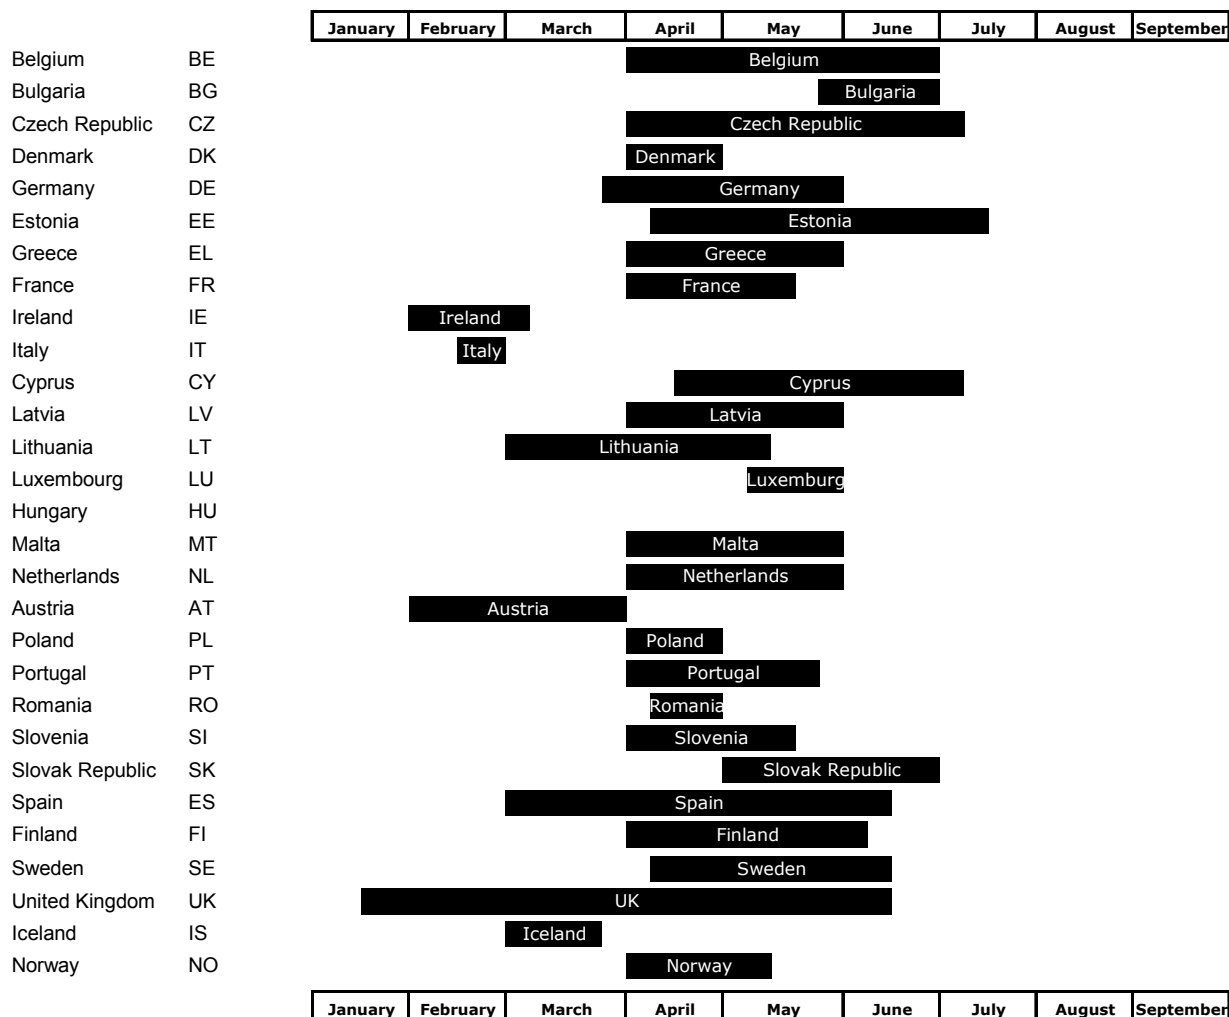 January February March April May June July August September
Belgium BE Belgium
Bulgaria BG Bulgaria
Czech Republic CZ Czech Republic
Denmark DK Denmark
Germany DE Germany
Estonia EE Estonia
Greece EL Greece
France FR France
Ireland IE Ireland
Italy IT Italy
Cyprus CY Cyprus
Latvia LV Latvia
Lithuania LT Lithuania
Luxembourg LU Luxemburg
Hungary HU
Malta MT Malta
Netherlands NL Netherlands
Austria AT Austria
Poland PL Poland
Portugal PT Portugal
Romania RO Romania
Slovenia SI Slovenia
Slovak Republic SK Slovak Republic
Spain ES Spain
Finland FI Finland
Sweden SE Sweden
United Kingdom UK UK
Iceland IS Iceland
Norway NO Norway
January February March April May June July August September